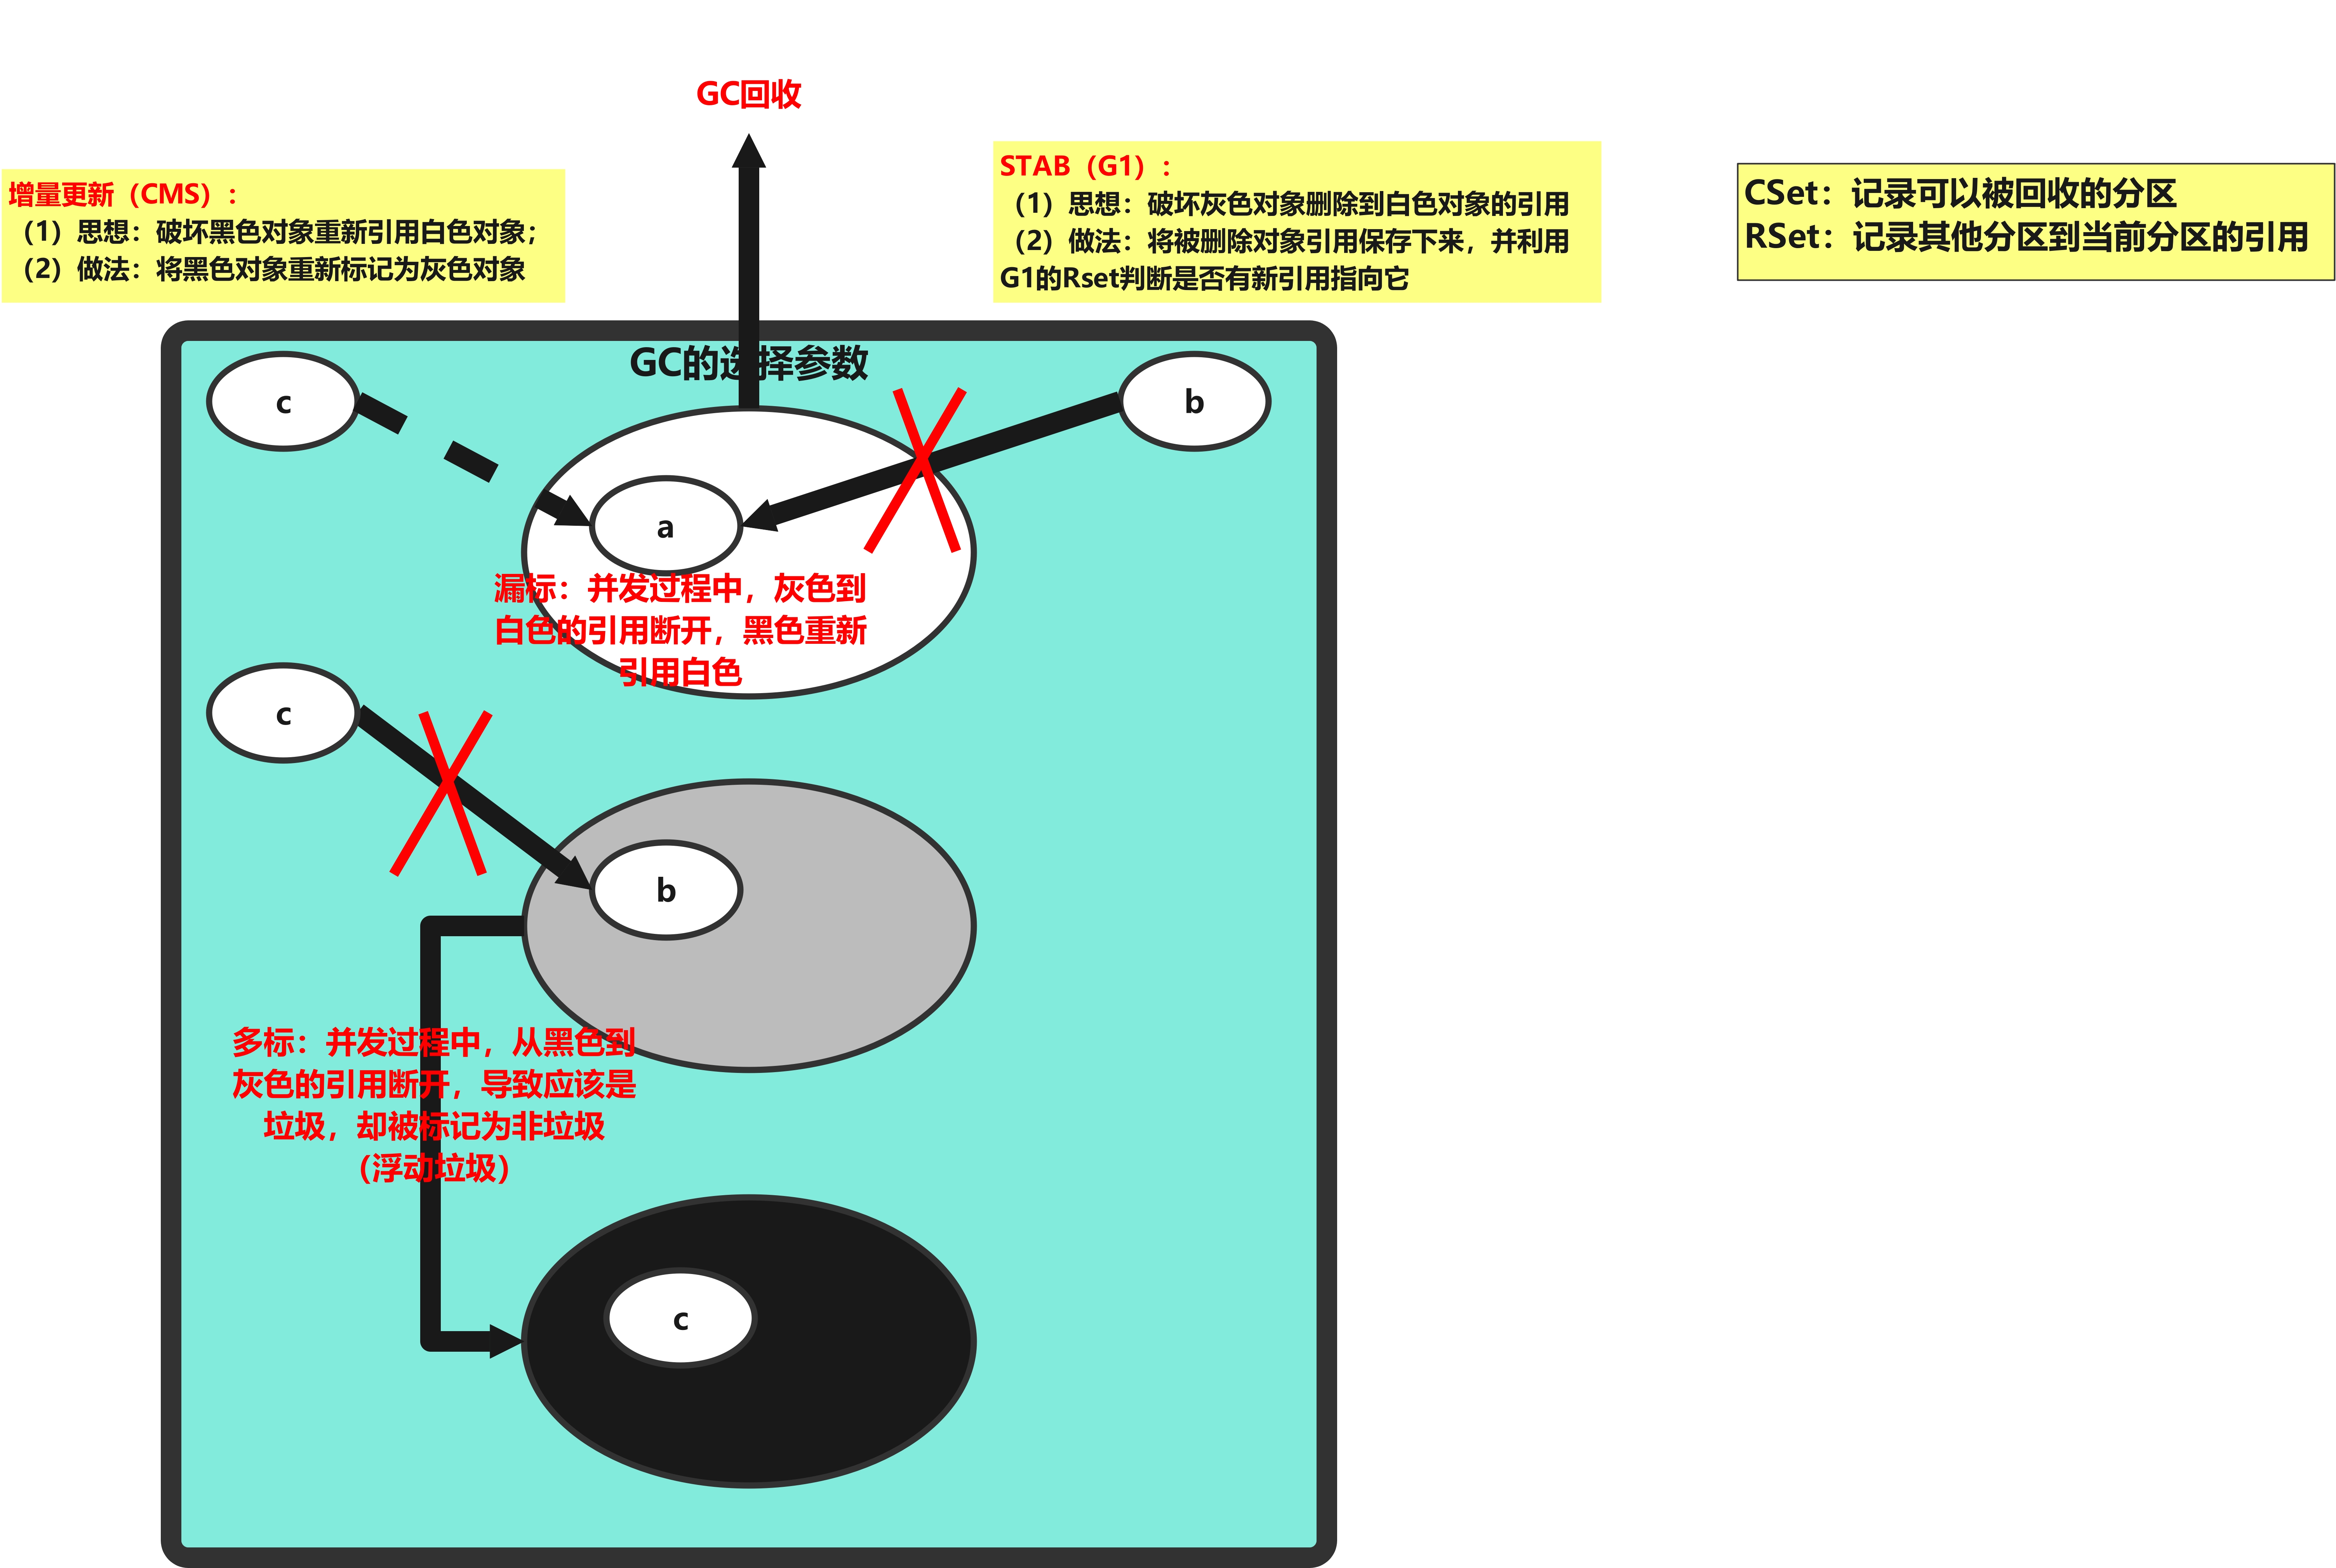 GC回收
增量更新（CMS）：
（1）思想：破坏黑色对象重新引用白色对象；
（2）做法：将黑色对象重新标记为灰色对象
STAB（G1）：
（1）思想：破坏灰色对象删除到白色对象的引用
（2）做法：将被删除对象引用保存下来，并利用
G1的Rset判断是否有新引用指向它
CSet：记录可以被回收的分区
RSet：记录其他分区到当前分区的引用
GC的选择参数
c
b
a
漏标：并发过程中，灰色到
白色的引用断开，黑色重新
引用白色
c
b
多标：并发过程中，从黑色到
灰色的引用断开，导致应该是
垃圾，却被标记为非垃圾
（浮动垃圾）
c